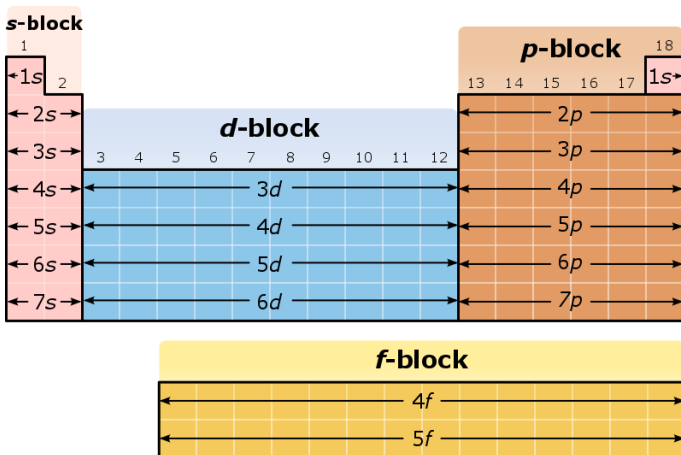 s-block
1
1s
2
2s
3s
4s
5s
6s
7s
d-block
3 4 5 6 7 8 9 10 11 12
3d
4d
5d
6d
p-block
18
13 14 15 16 17
1s
2p
3p
4p
5p
6p
7p
f-block
4f
5f